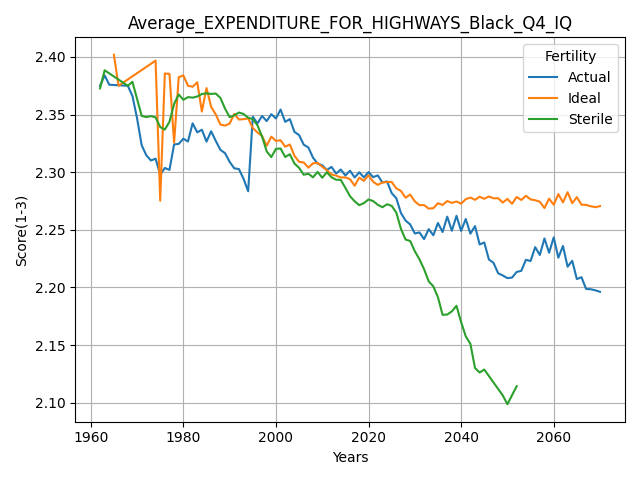 Average_EXPENDITURE_FOR_HIGHWAYS_Black_Q4_IQ
Fertility
Actual
Ideal
Sterile
Score(1-3)
2.40
2.35
2.30
2.25
2.20
2.15
2.10
1960 1980 2000 2020 2040 2060
Years